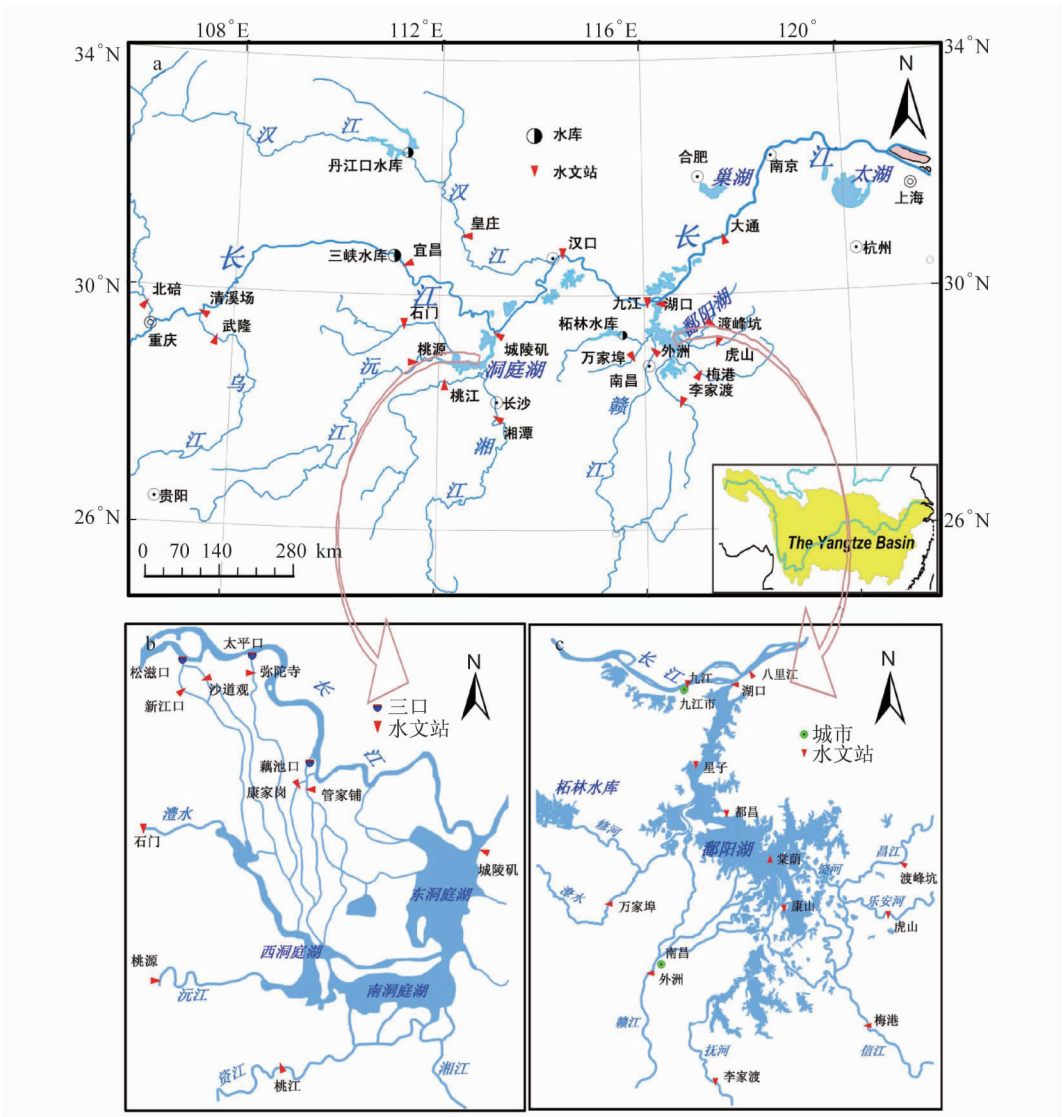 108°E
112°E
116°E
120°
34°N
34°N
a
N
汉
江
水库
丹江口水库
水文站
合肥
巢湖
南京
江
太湖
上海
汉
皇庄
江
汉口
大通
杭州
长
三峡水库
宜昌
长
30°N
30°N
北碚
清溪场
重庆
武隆
江
石门
九江
湖口
鄱阳湖
柘林水库
渡峰坑
桃源
城陵矶
万家埠
外洲
虎山
沅
洞庭湖
南昌
梅港
乌
桃江
长沙
赣
李家渡
江
江
湘潭
湘
江
江
贵阳
26°N
26°N
0 70 140 280 km
The Yangtze Basin
b
太平口
松滋口
弥陀寺
沙道观
新江口
长
N
三口
水文站
江
藕池口
康家岗
管家铺
澧水
石门
城陵矶
东洞庭湖
西洞庭湖
桃源
沅江
南洞庭湖
资江
桃江
湘江
c
长
江
九江
八里江
湖口
九江市
N
城市
水文站
星子
柘林水库
都昌
修河
鄱阳湖
棠荫
饶河
昌江
渡峰坑
潦水
万家埠
康山
乐安河
虎山
南昌
外洲
赣江
抚河
梅港
信江
李家渡